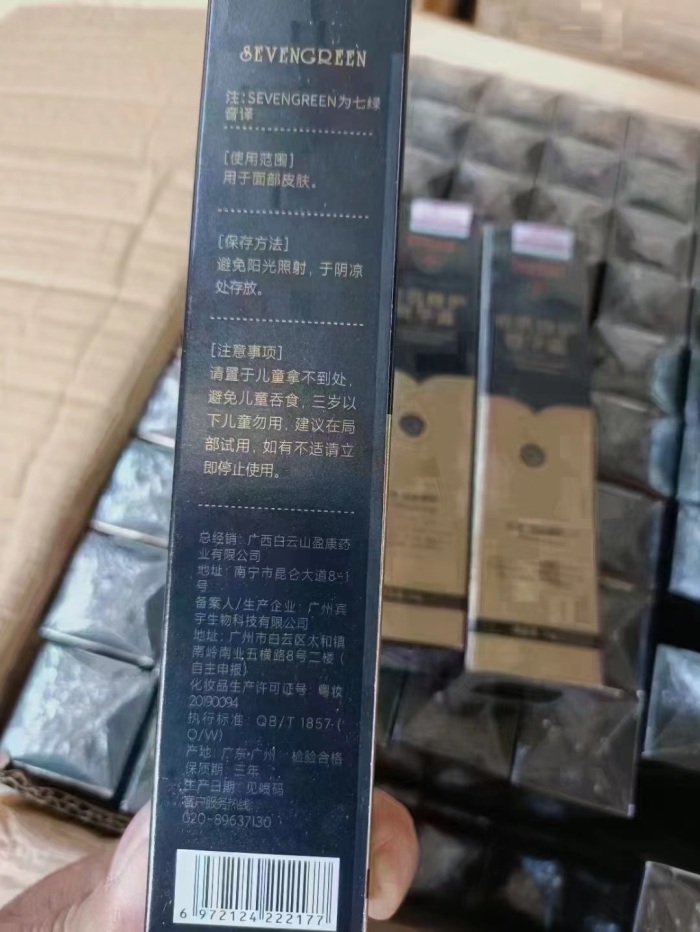 SEVENGREEN
注:SEVENGREEN为七绿
音译
[使用范围]
用于面部皮肤。
[保存方法]
避免阳光照射,于阴凉
处存放。
[注意事项]
请置于儿童拿不到处,
避免儿童吞食,三岁以
下儿童勿用,建议在局
部试用,如有不适请立
即停止使用。
总经销:广西白云山盈康药
业有限公司
地址:南宁市昆仑大道8-1
号
备案人/生产企业:广州宾
宇生物科技有限公司
地址:广州市白云区太和镇
南岭南业五横路8号二楼(
自主申报)
化妆品生产许可证号:粤妆
20190094
执行标准:QB/T 1857-(
O/W)
产地:广东·广州 检验合格
保质期:三年
生产日期:见喷码
客户服务热线:
020-89637130
6 972124 222177